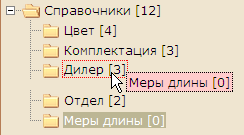 Справочники [12]
Цвет [4]
Комплектация [3]
Дилер [3]
Меры длины [0]
Отдел [2]
Меры длины [0]